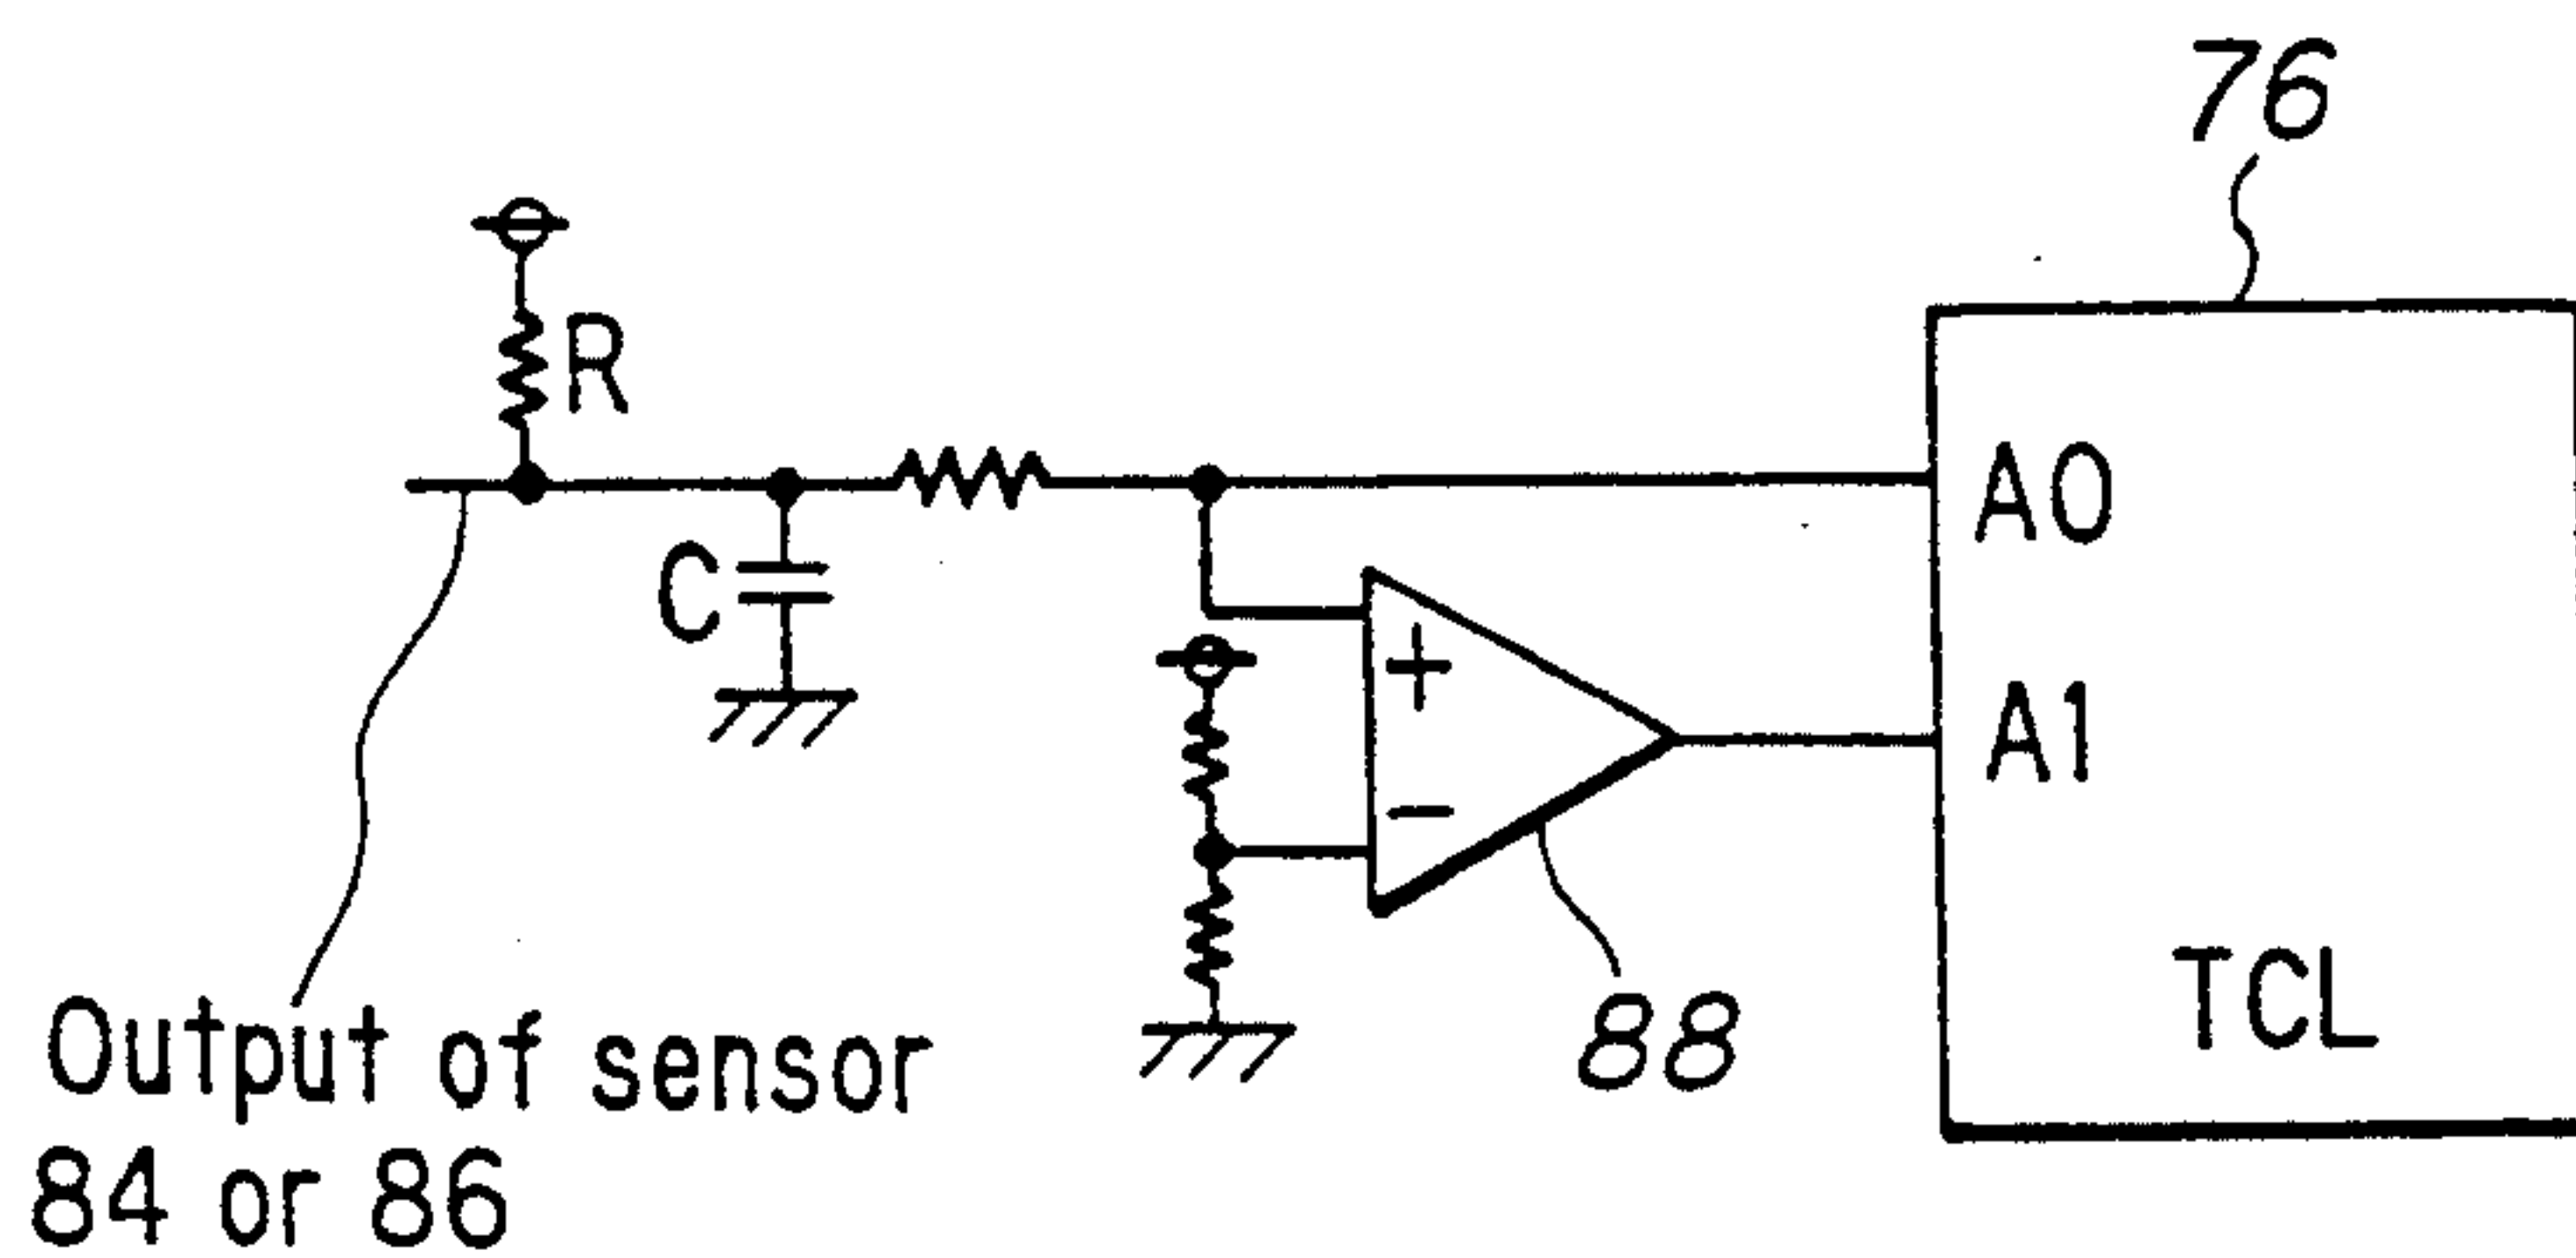 76
R
A0
C
+
A1
−
88
TCL
Output of sensor
84 or 86